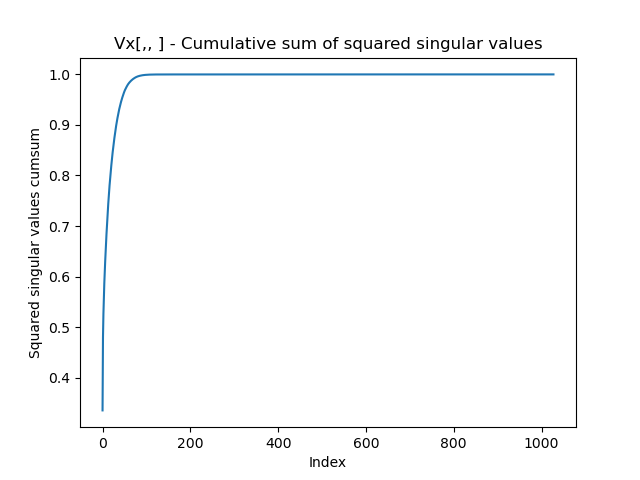 Vx[,, ] - Cumulative sum of squared singular values
1.0
0.9
0.8
0.7
0.6
0.5
0.4
Squared singular values cumsum
0 200 400 600 800 1000
Index